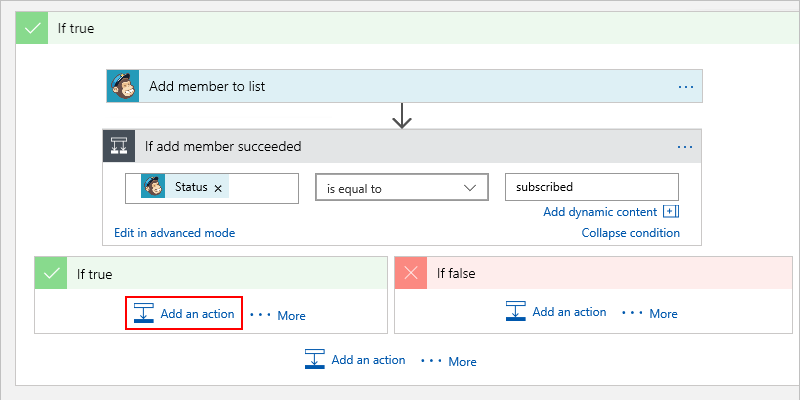 If true
Add member to list
If add member succeeded
Status × is equal to subscribed
Add dynamic content
Edit in advanced mode Collapse condition
If true If false
Add an action More Add an action More
Add an action More